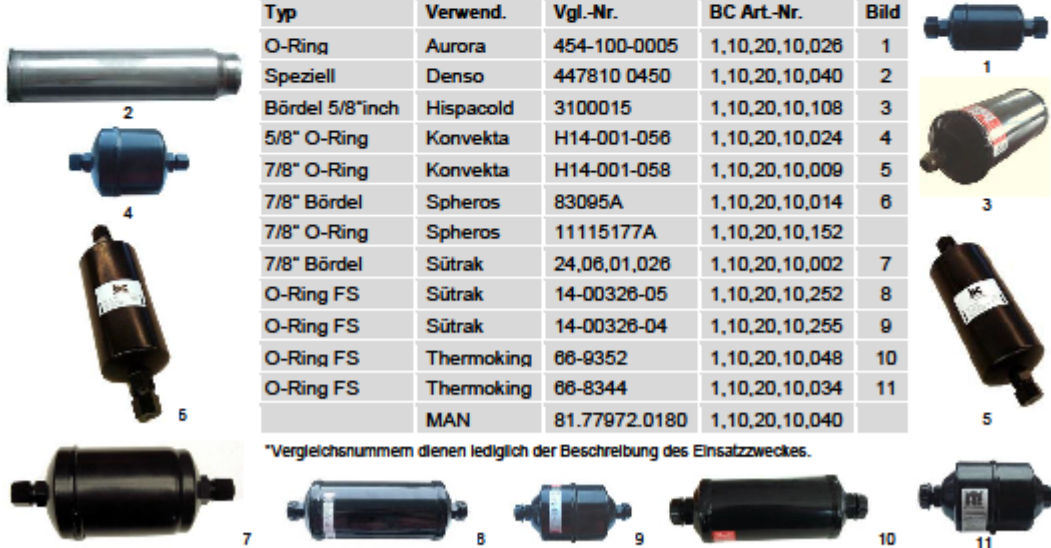 Typ Verwend. Vgl.-Nr. BC Art.-Nr. Bild
O-Ring Aurora 454-100-0005 1,10,20,10,026 1
Speziell Denso 447810 0450 1,10,20,10,040 2
Bördel 5/8"inch Hispacold 3100015 1,10,20,10,108 3
5/8" O-Ring Konvekta H14-001-056 1,10,20,10,024 4
7/8" O-Ring Konvekta H14-001-058 1,10,20,10,009 5
7/8" Bördel Spheros 83095A 1,10,20,10,014 6
7/8" O-Ring Spheros 11115177A 1,10,20,10,152
7/8" Bördel Sütrak 24,06,01,026 1,10,20,10,002 7
O-Ring FS Sütrak 14-00326-05 1,10,20,10,252 8
O-Ring FS Sütrak 14-00326-04 1,10,20,10,255 9
O-Ring FS Thermoking 66-9352 1,10,20,10,048 10
O-Ring FS Thermoking 66-8344 1,10,20,10,034 11
MAN 81.77972.0180 1,10,20,10,040
*Vergleichsnummern dienen lediglich der Beschreibung des Einsatzzweckes.
1
2
3
4
6
5
7
8
9
10
11